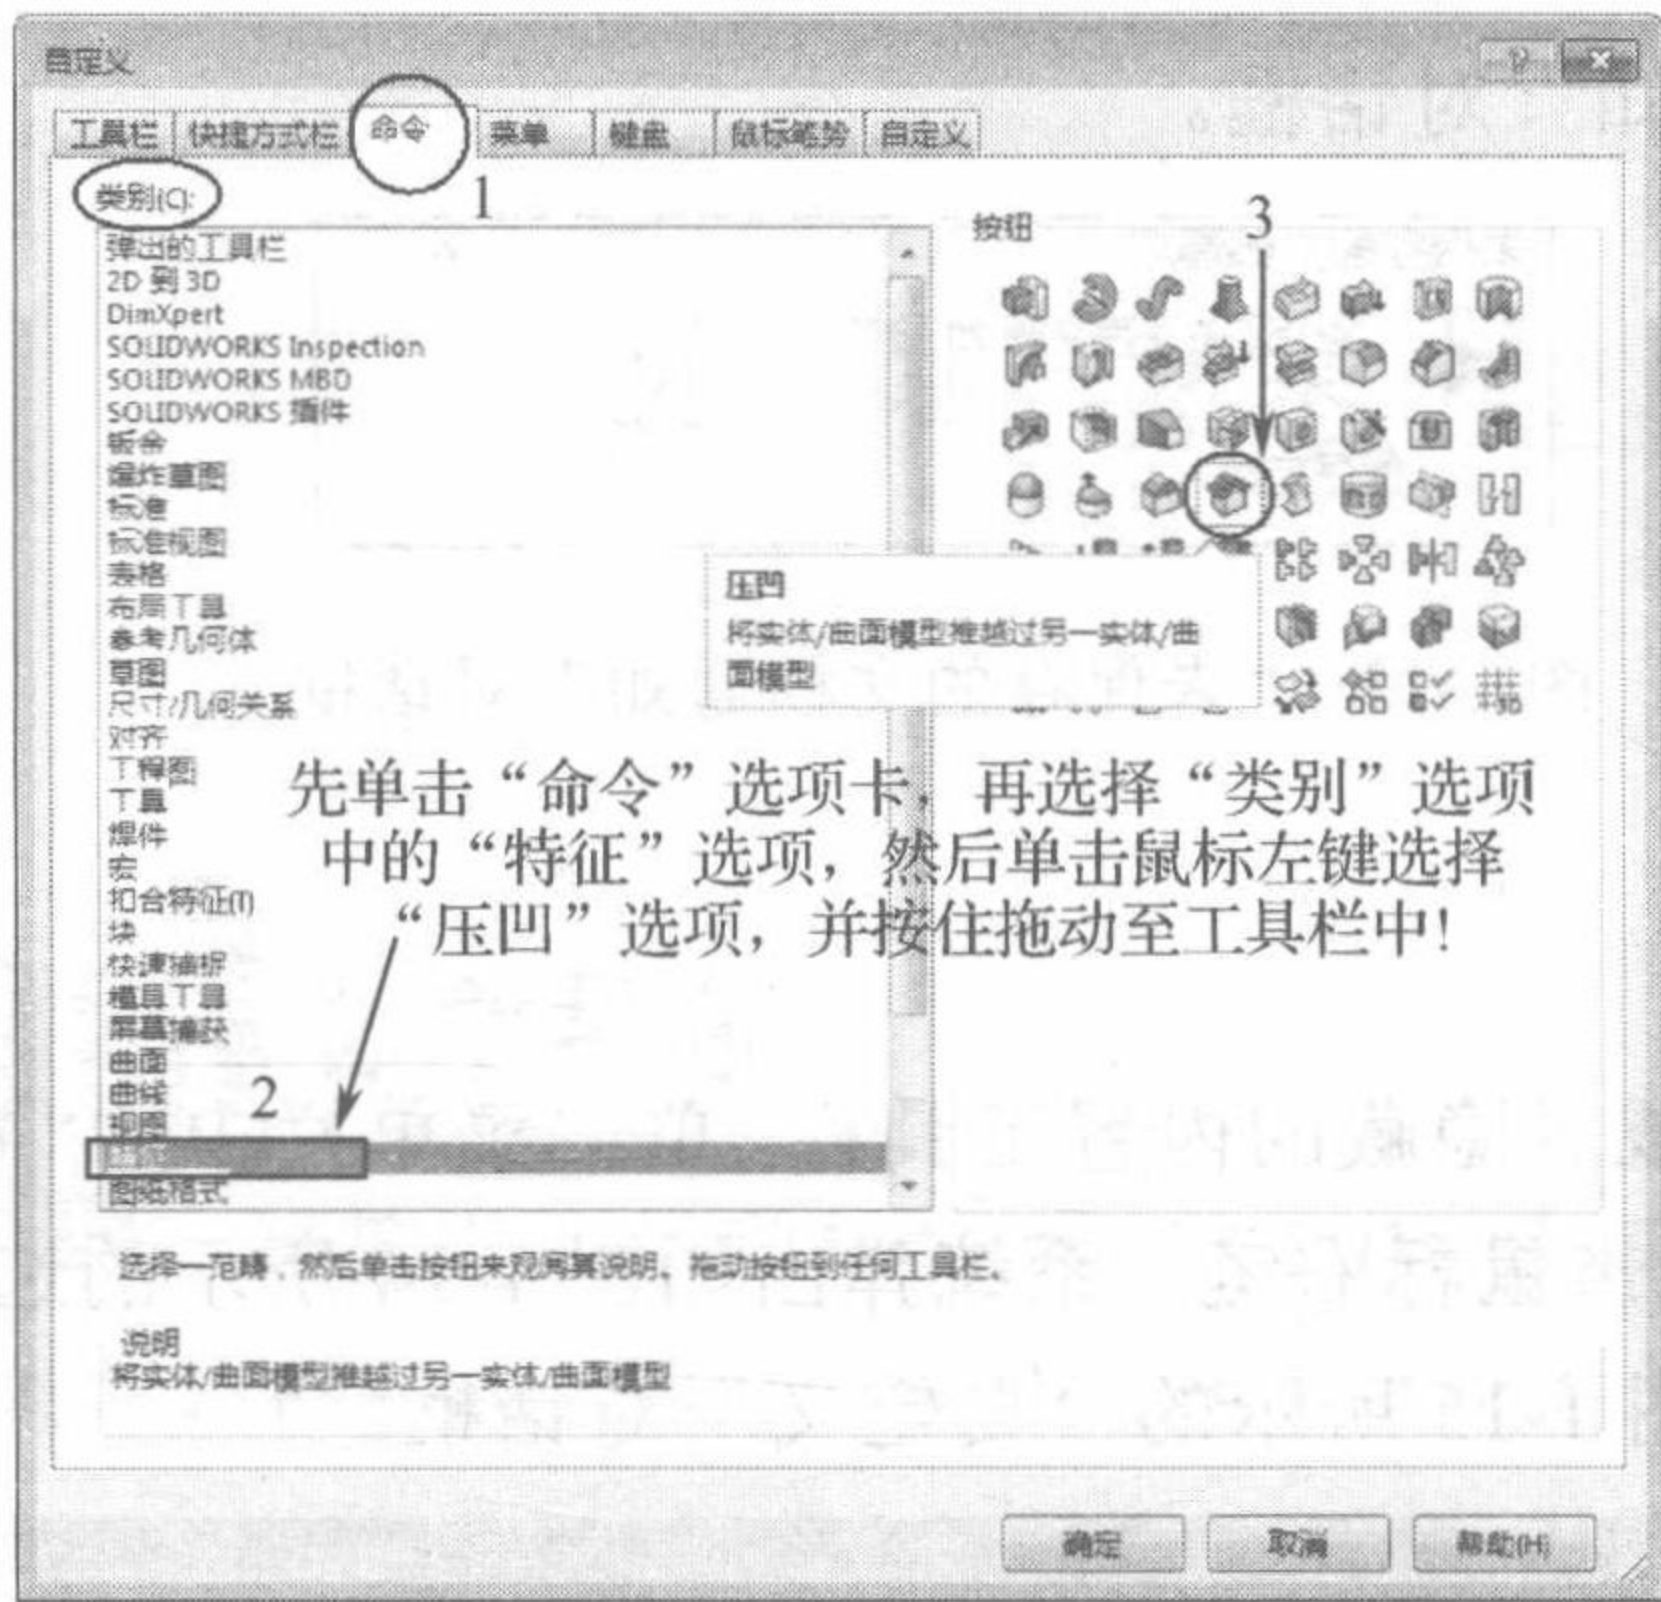 自定义
工具栏 快捷方式栏 命令 菜单 键盘 鼠标笔势 自定义
类别(C):
1
弹出的工具栏
2D 到 3D
DimXpert
SOLIDWORKS Inspection
SOLIDWORKS MBD
SOLIDWORKS 插件
钣金
爆炸草图
标准
标准视图
表格
布局工具
参考几何体
草图
尺寸/几何关系
对齐
工程图
工具
焊件
宏
扣合特征(T)
块
快速捕捉
模具工具
屏幕捕获
曲面
曲线
视图
2
特征
图纸格式
按钮
3
压凹
将实体/曲面模型推越过另一实体/曲
面模型
先单击“命令”选项卡，再选择“类别”选项
中的“特征”选项，然后单击鼠标左键选择
“压凹”选项，并按住拖动至工具栏中！
选择一范畴，然后单击按钮来观阅其说明。拖动按钮到任何工具栏。
说明
将实体/曲面模型推越过另一实体/曲面模型
确定 取消 帮助(H)